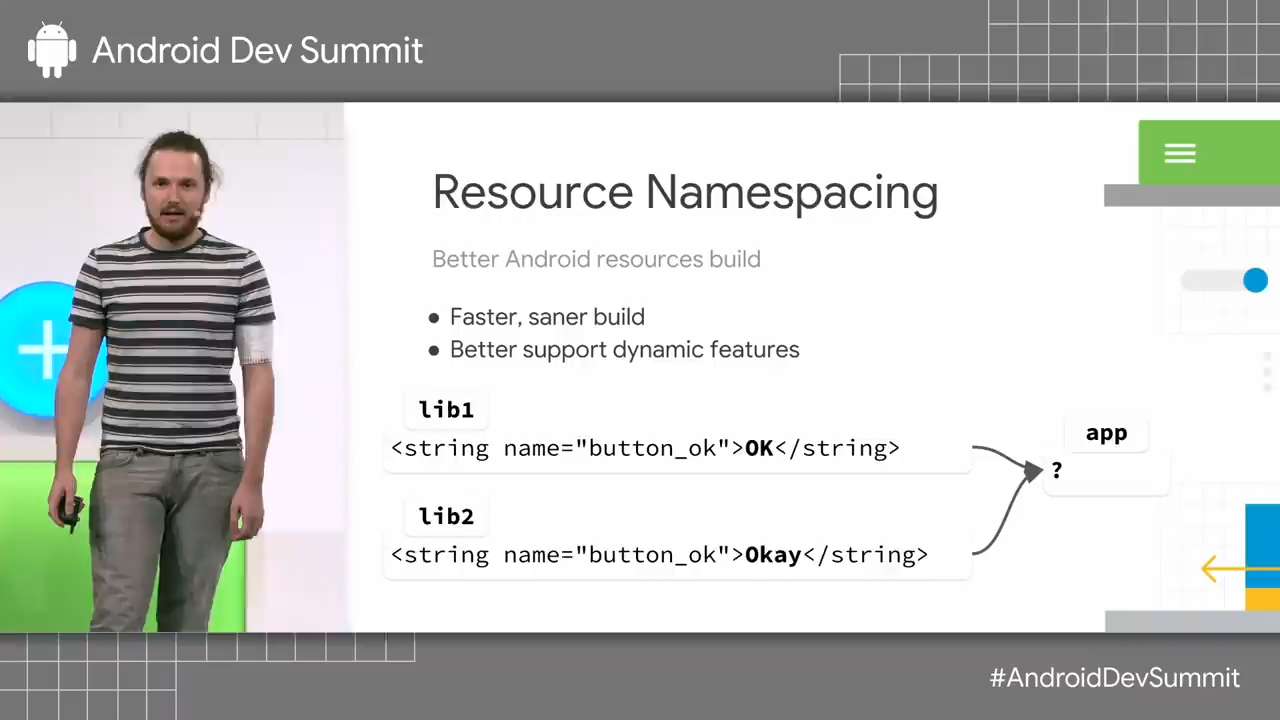 Android Dev Summit
Resource Namespacing
Better Android resources build
● Faster, saner build
● Better support dynamic features
lib1
<string name="button_ok">OK</string>
lib2
<string name="button_ok">Okay</string>
app
?
#AndroidDevSummit